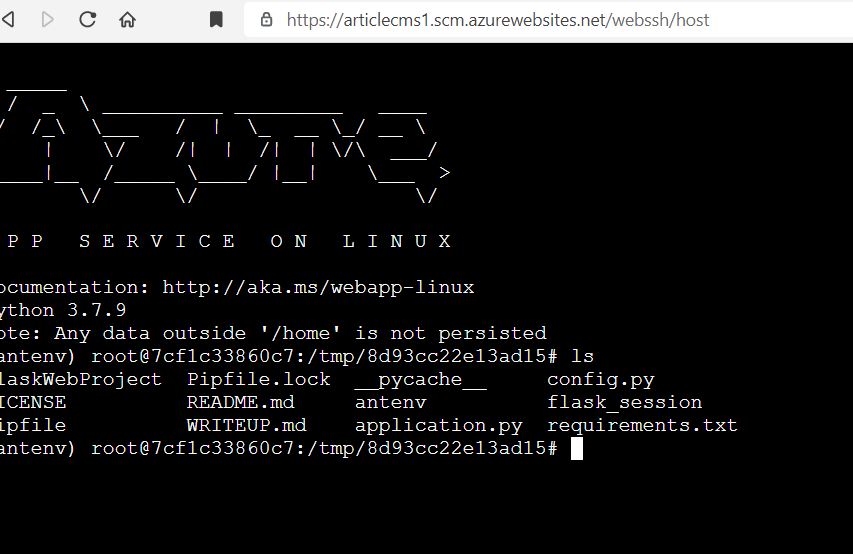 https://articlecms1.scm.azurewebsites.net/webssh/host
PP SERVICE ON LINUX
ocumentation: http://aka.ms/webapp-linux
ython 3.7.9
ote: Any data outside '/home' is not persisted
antenv) root@7cf1c33860c7:/tmp/8d93cc22e13ad15# ls
laskWebProject Pipfile.lock __pycache__ config.py
ICENSE README.md antenv flask_session
ipfile WRITEUP.md application.py requirements.txt
antenv) root@7cf1c33860c7:/tmp/8d93cc22e13ad15#